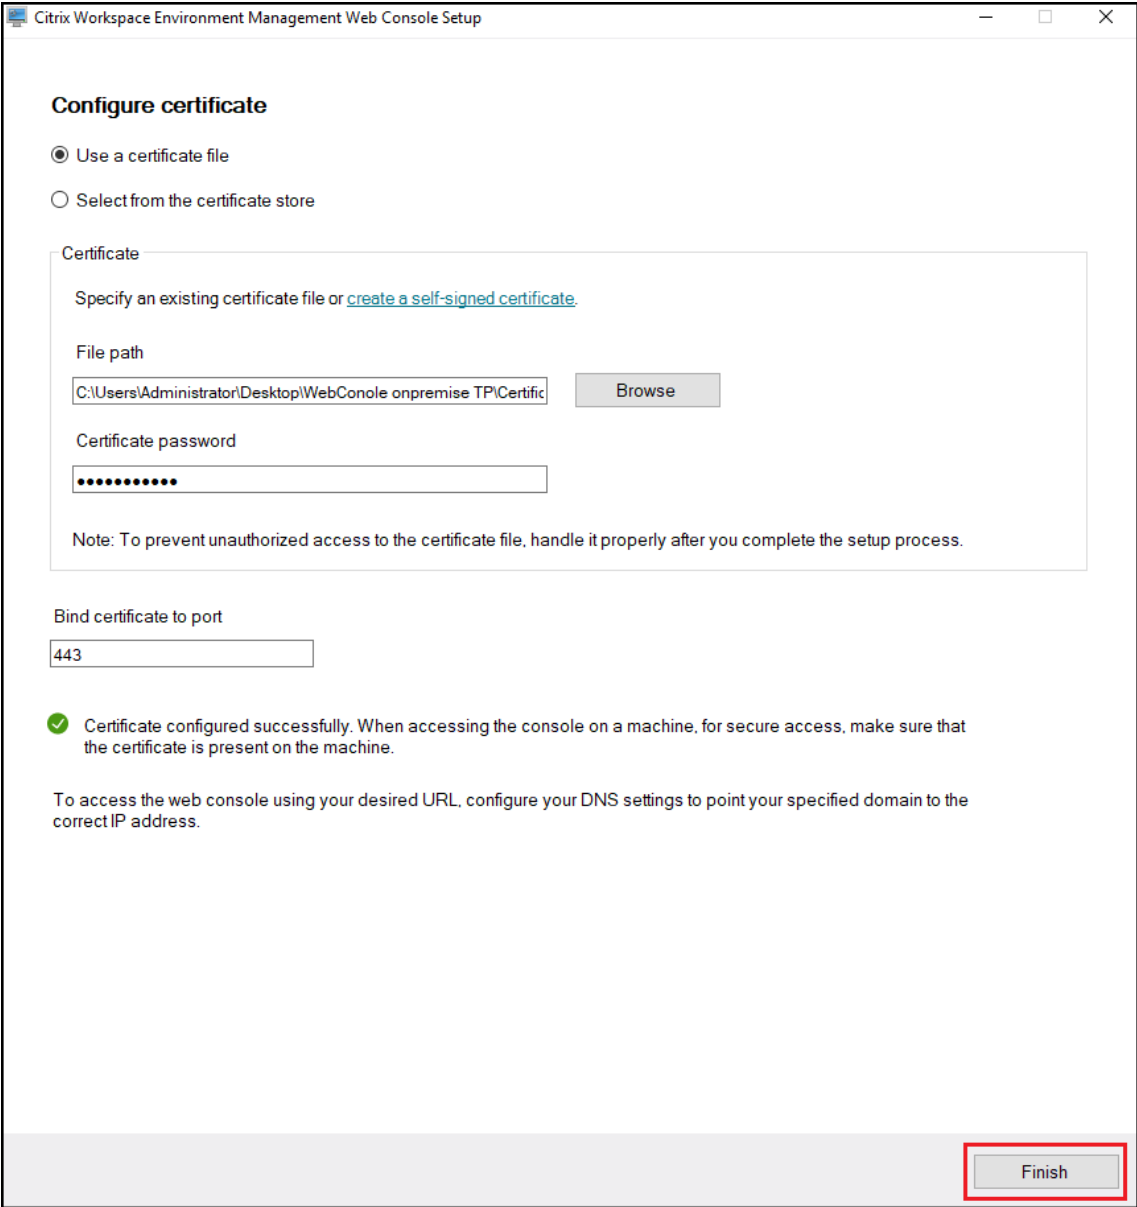 Citrix Workspace Environment Management Web Console Setup
Configure certificate
Use a certificate file
Select from the certificate store
Certificate
Specify an existing certificate file or create a self-signed certificate.
File path
C:\Users\Administrator\Desktop\WebConole onpremise TP\Certific
Browse
Certificate password
•••••••••••
Note: To prevent unauthorized access to the certificate file, handle it properly after you complete the setup process.
Bind certificate to port
443
Certificate configured successfully. When accessing the console on a machine, for secure access, make sure that
the certificate is present on the machine.
To access the web console using your desired URL, configure your DNS settings to point your specified domain to the
correct IP address.
Finish